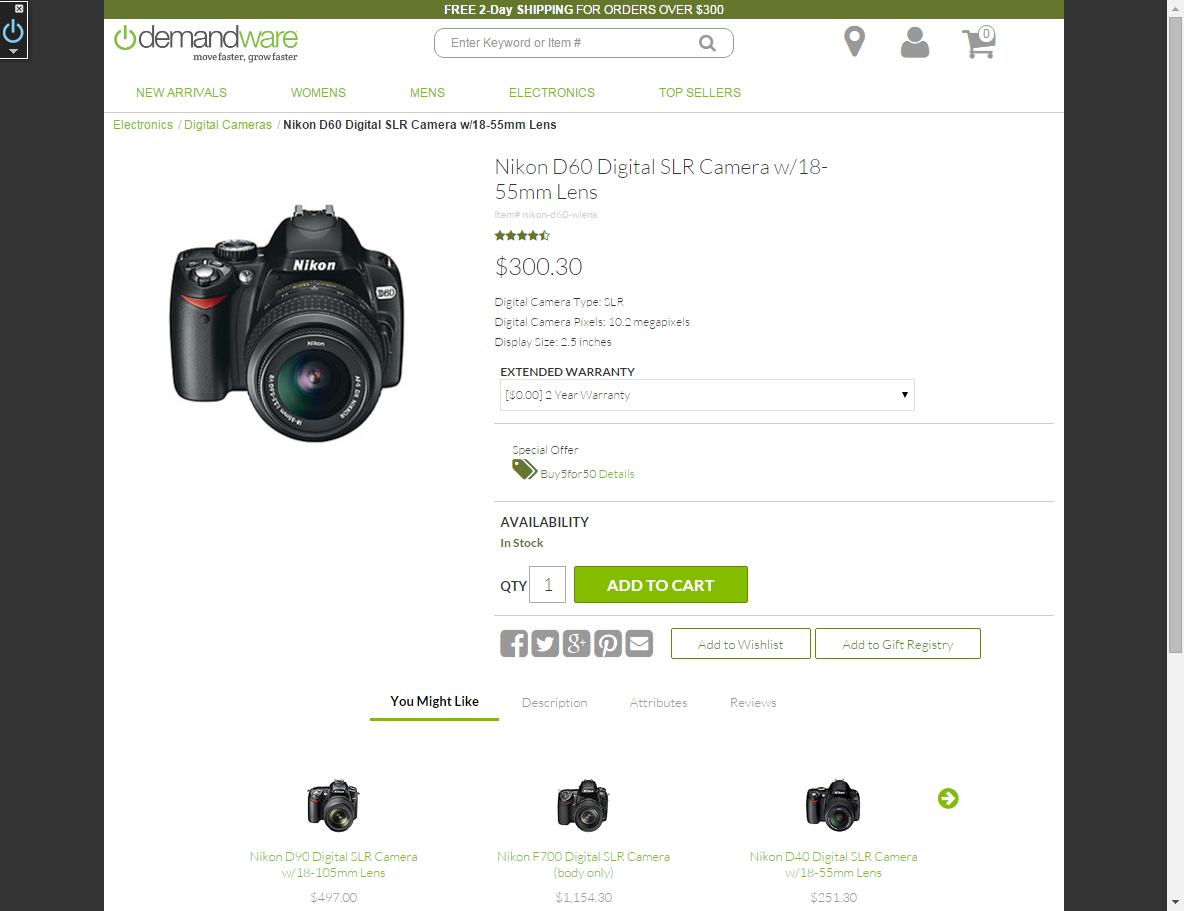 FREE 2-Day SHIPPING FOR ORDERS OVER $300
demandware
move faster, grow faster
Enter Keyword or Item #
0
NEW ARRIVALS WOMENS MENS ELECTRONICS TOP SELLERS
Electronics / Digital Cameras / Nikon D60 Digital SLR Camera w/18-55mm Lens
Nikon
D60
Nikon
Nikon D60 Digital SLR Camera w/18-
55mm Lens
Item# nikon-d60-wlens
$300.30
Digital Camera Type: SLR
Digital Camera Pixels: 10.2 megapixels
Display Size: 2.5 inches
EXTENDED WARRANTY
[$0.00] 2 Year Warranty
Special Offer
Buy5for50 Details
AVAILABILITY
In Stock
QTY 1 ADD TO CART
Add to Wishlist Add to Gift Registry
You Might Like Description Attributes Reviews
Nikon D90 Digital SLR Camera
w/18-105mm Lens
$497.00
Nikon F700 Digital SLR Camera
(body only)
$1,154.30
Nikon D40 Digital SLR Camera
w/18-55mm Lens
$251.30